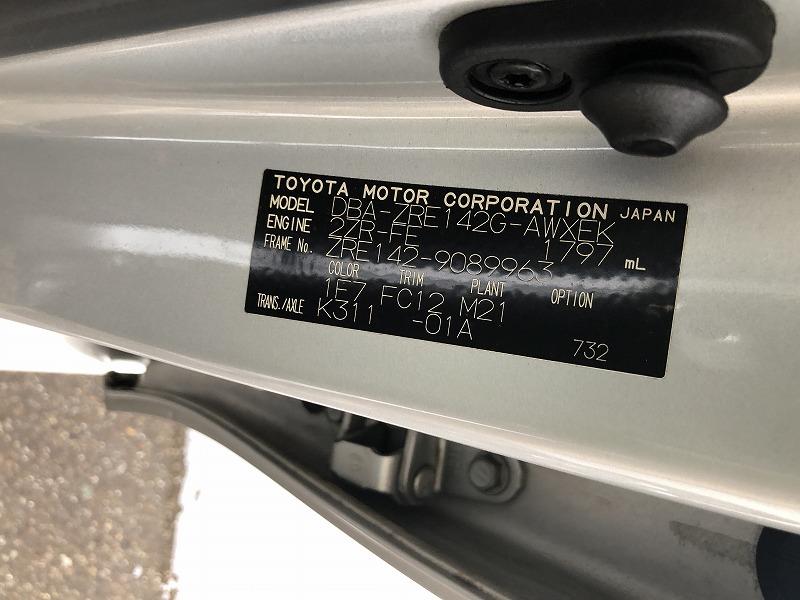 TOYOTA MOTOR CORPORATION JAPAN
MODEL DBA-ZRE142G-AWXEK
ENGINE 2ZR-FE 1797 mL
FRAME No. ZRE142-9089963
COLOR TRIM PLANT OPTION
1E7 FC12 M21
TRANS./AXLE K311 -01A
732